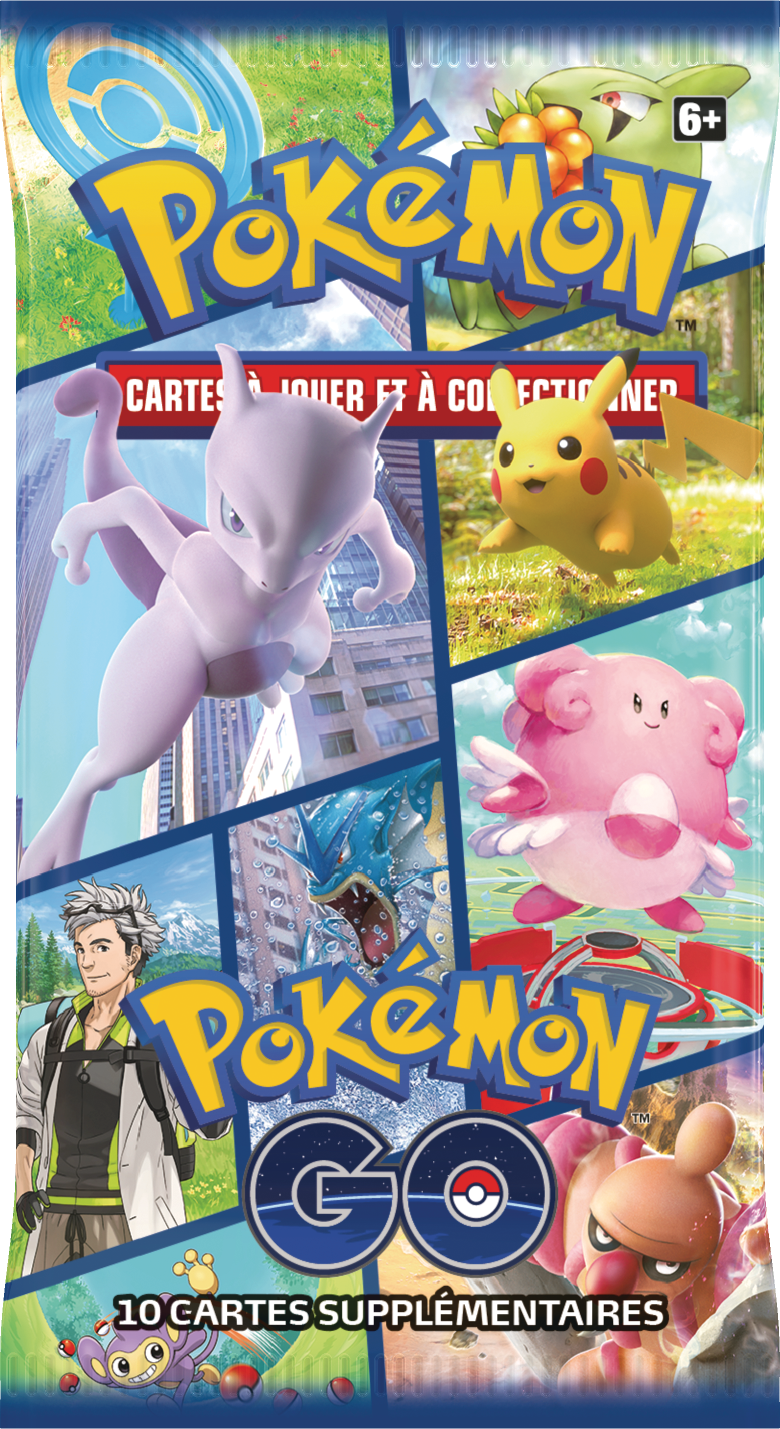 6+
POKéMON
TM
CARTES À JOUER ET À COLLECTIONNER
POKéMON
TM
GO
10 CARTES SUPPLÉMENTAIRES